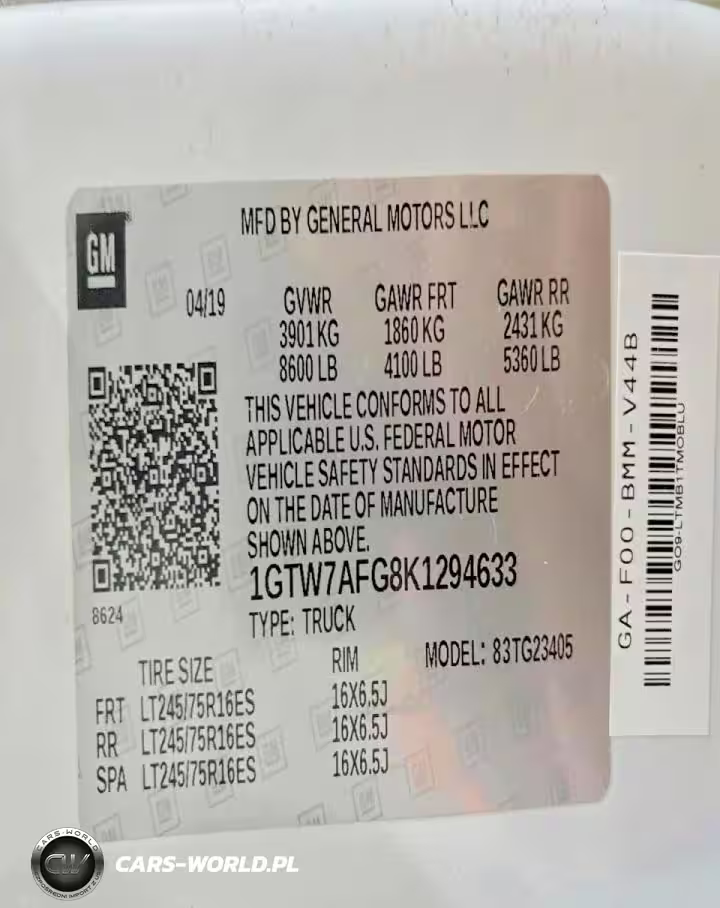 MFD BY GENERAL MOTORS LLC
GM
04/19
GVWR GAWR FRT GAWR RR
3901 KG 1860 KG 2431 KG
8600 LB 4100 LB 5360 LB
THIS VEHICLE CONFORMS TO ALL
APPLICABLE U.S. FEDERAL MOTOR
VEHICLE SAFETY STANDARDS IN EFFECT
ON THE DATE OF MANUFACTURE
SHOWN ABOVE.
1GTW7AFG8K1294633
8624
TYPE: TRUCK
MODEL: 83TG23405
TIRE SIZE RIM
FRT LT245/75R16ES 16X6.5J
RR LT245/75R16ES 16X6.5J
SPA LT245/75R16ES 16X6.5J
GA-F00-BMM-V44B
GO9-LTMB1TMOBLU
CARS-WORLD
CW
CARS-WORLD.PL